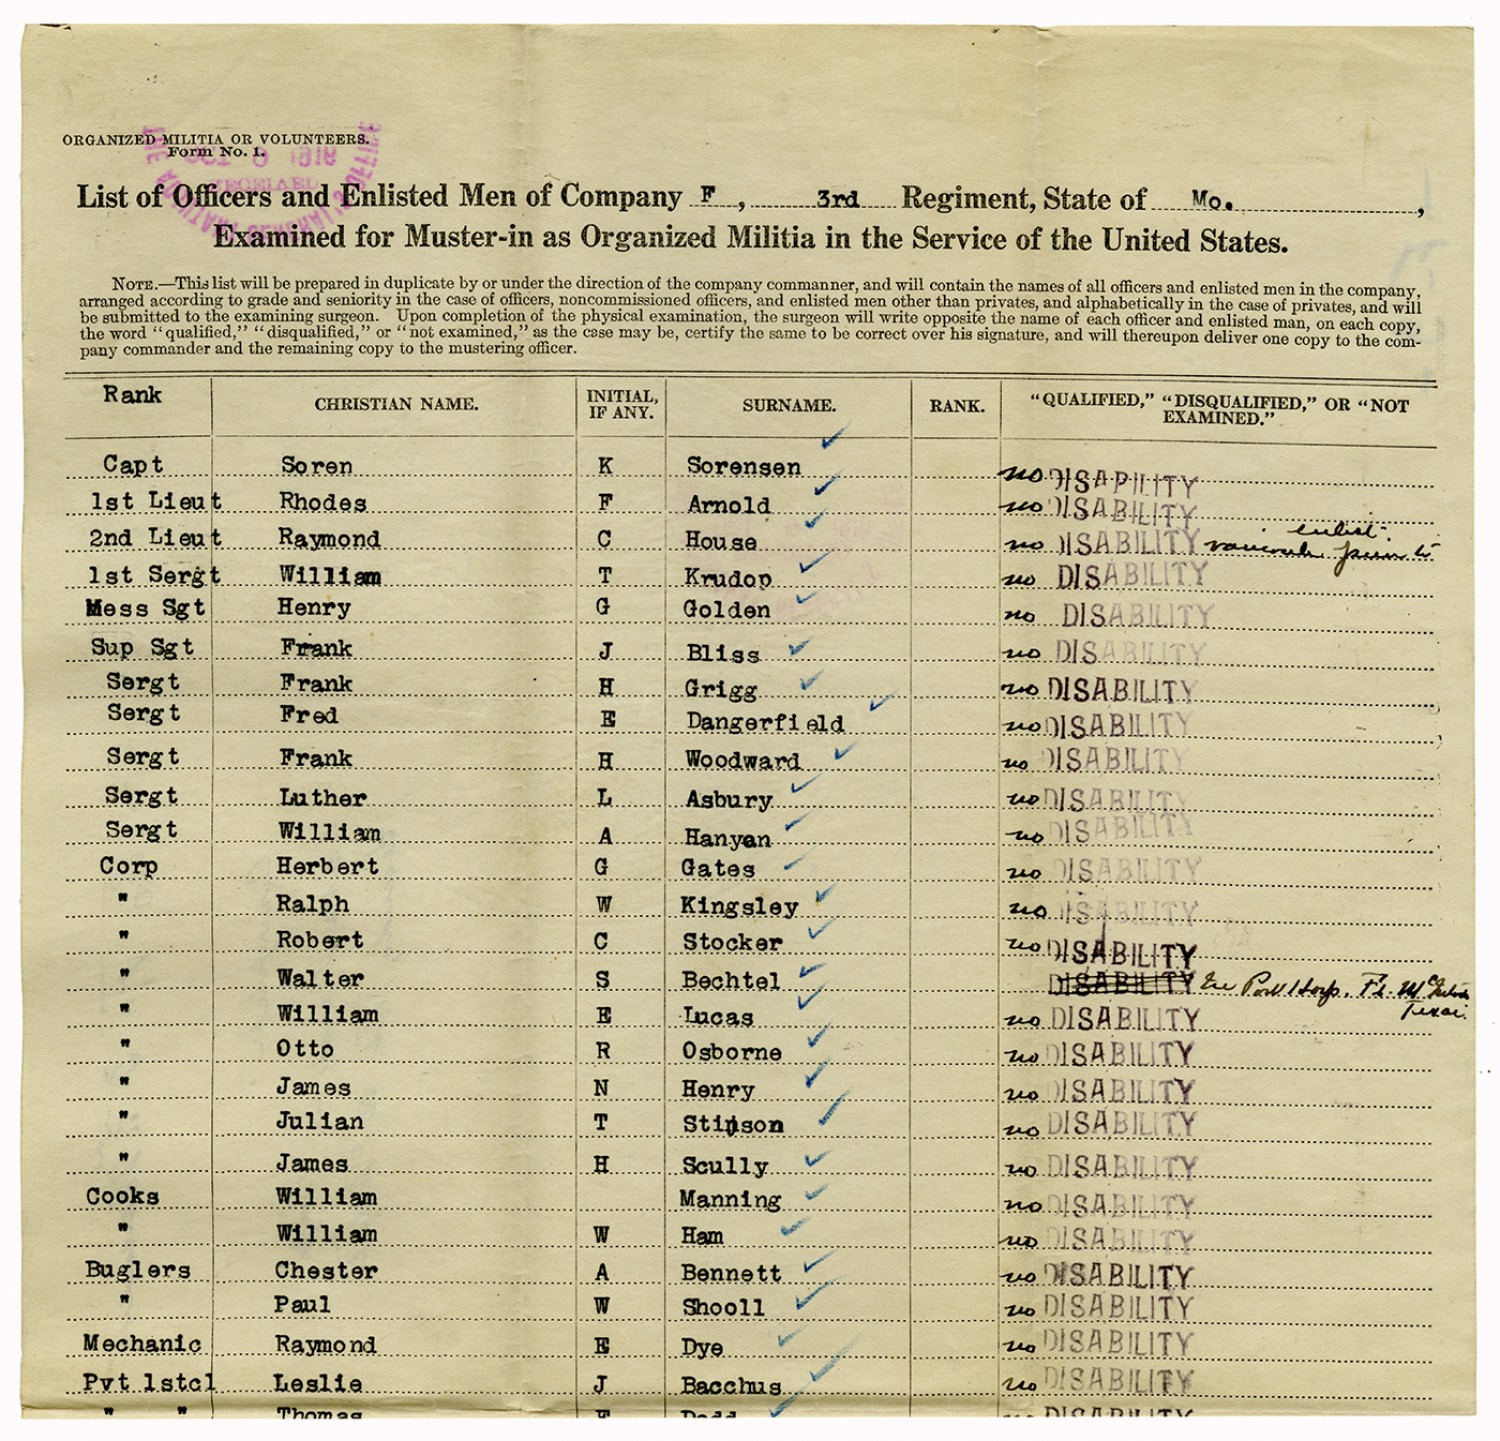 ORGANIZED MILITIA OR VOLUNTEERS.
Form No. 1.
List of Officers and Enlisted Men of Company F, 3rd Regiment, State of Mo.,
Examined for Muster-in as Organized Militia in the Service of the United States.
NOTE.—This list will be prepared in duplicate by or under the direction of the company commanner, and will contain the names of all officers and enlisted men in the company,
arranged according to grade and seniority in the case of officers, noncommissioned officers, and enlisted men other than privates, and alphabetically in the case of privates, and will
be submitted to the examining surgeon. Upon completion of the physical examination, the surgeon will write opposite the name of each officer and enlisted man, on each copy,
the word "qualified," "disqualified," or "not examined," as the case may be, certify the same to be correct over his signature, and will thereupon deliver one copy to the com-
pany commander and the remaining copy to the mustering officer.
Rank CHRISTIAN NAME. INITIAL, IF ANY. SURNAME. RANK. "QUALIFIED," "DISQUALIFIED," OR "NOT EXAMINED."
Capt Soren K Sorensen no DISABILITY
1st Lieut Rhodes F Arnold no DISABILITY
2nd Lieut Raymond C House no DISABILITY
1st Sergt William T Krudop no DISABILITY
Mess Sgt Henry G Golden no DISABILITY
Sup Sgt Frank J Bliss no DISABILITY
Sergt Frank H Grigg no DISABILITY
Sergt Fred E Dangerfield no DISABILITY
Sergt Frank H Woodward no DISABILITY
Sergt Luther L Asbury no DISABILITY
Sergt William A Hanyen no DISABILITY
Corp Herbert G Gates no DISABILITY
" Ralph W Kingsley no DISABILITY
" Robert C Stocker no DISABILITY
" Walter S Bechtel DISABILITY Ft.
" William E Lucas no DISABILITY
" Otto R Osborne no DISABILITY
" James N Henry no DISABILITY
" Julian T Stinson no DISABILITY
" James H Scully no DISABILITY
Cooks William Manning no DISABILITY
" William W Ham no DISABILITY
Buglers Chester A Bennett no DISABILITY
" Paul W Shooll no DISABILITY
Mechanic Raymond E Dye no DISABILITY
Pvt 1stcl Leslie J Bacchus no DISABILITY
" " Thomas no DISABILITY